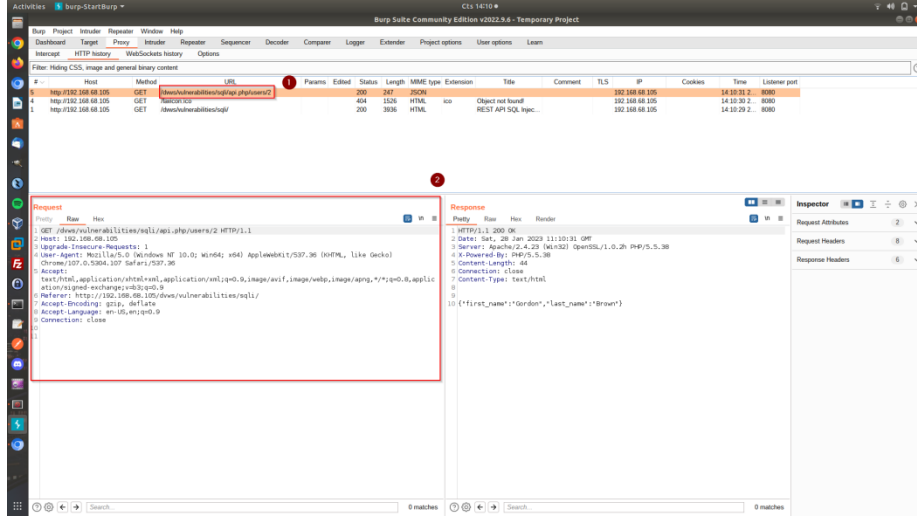 Activities burp-StartBurp Cts 14:10
Burp Suite Community Edition v2022.9.6 - Temporary Project
Burp Project Intruder Repeater Window Help
Dashboard Target Proxy Intruder Repeater Sequencer Decoder Comparer Logger Extender Project options User options Learn
Intercept HTTP history WebSockets history Options
Filter: Hiding CSS, image and general binary content
# Host Method URL Params Edited Status Length MIME type Extension Title Comment TLS IP Cookies Time Listener port
1
5 http://192.168.68.105 GET /dvws/vulnerabilities/sqli/api.php/users/2 200 247 JSON 192.168.68.105 14:10:31 2... 8080
4 http://192.168.68.105 GET /favicon.ico 404 1526 HTML ico Object not found! 192.168.68.105 14:10:30 2... 8080
1 http://192.168.68.105 GET /dvws/vulnerabilities/sqli/ 200 3936 HTML REST API SQL Injec... 192.168.68.105 14:10:29 2... 8080
2
Request
Pretty Raw Hex
\n
1 GET /dvws/vulnerabilities/sqli/api.php/users/2 HTTP/1.1
2 Host: 192.168.68.105
3 Upgrade-Insecure-Requests: 1
4 User-Agent: Mozilla/5.0 (Windows NT 10.0; Win64; x64) AppleWebKit/537.36 (KHTML, like Gecko)
Chrome/107.0.5304.107 Safari/537.36
5 Accept:
text/html,application/xhtml+xml,application/xml;q=0.9,image/avif,image/webp,image/apng,*/*;q=0.8,applic
ation/signed-exchange;v=b3;q=0.9
6 Referer: http://192.168.68.105/dvws/vulnerabilities/sqli/
7 Accept-Encoding: gzip, deflate
8 Accept-Language: en-US,en;q=0.9
9 Connection: close
10
11
Response
Pretty Raw Hex Render
\n
1 HTTP/1.1 200 OK
2 Date: Sat, 28 Jan 2023 11:10:31 GMT
3 Server: Apache/2.4.23 (Win32) OpenSSL/1.0.2h PHP/5.5.38
4 X-Powered-By: PHP/5.5.38
5 Content-Length: 44
6 Connection: close
7 Content-Type: text/html
8
9
10 {"first_name":"Gordon","last_name":"Brown"}
Inspector
Request Attributes 2
Request Headers 8
Response Headers 6
Search... 0 matches
Search... 0 matches